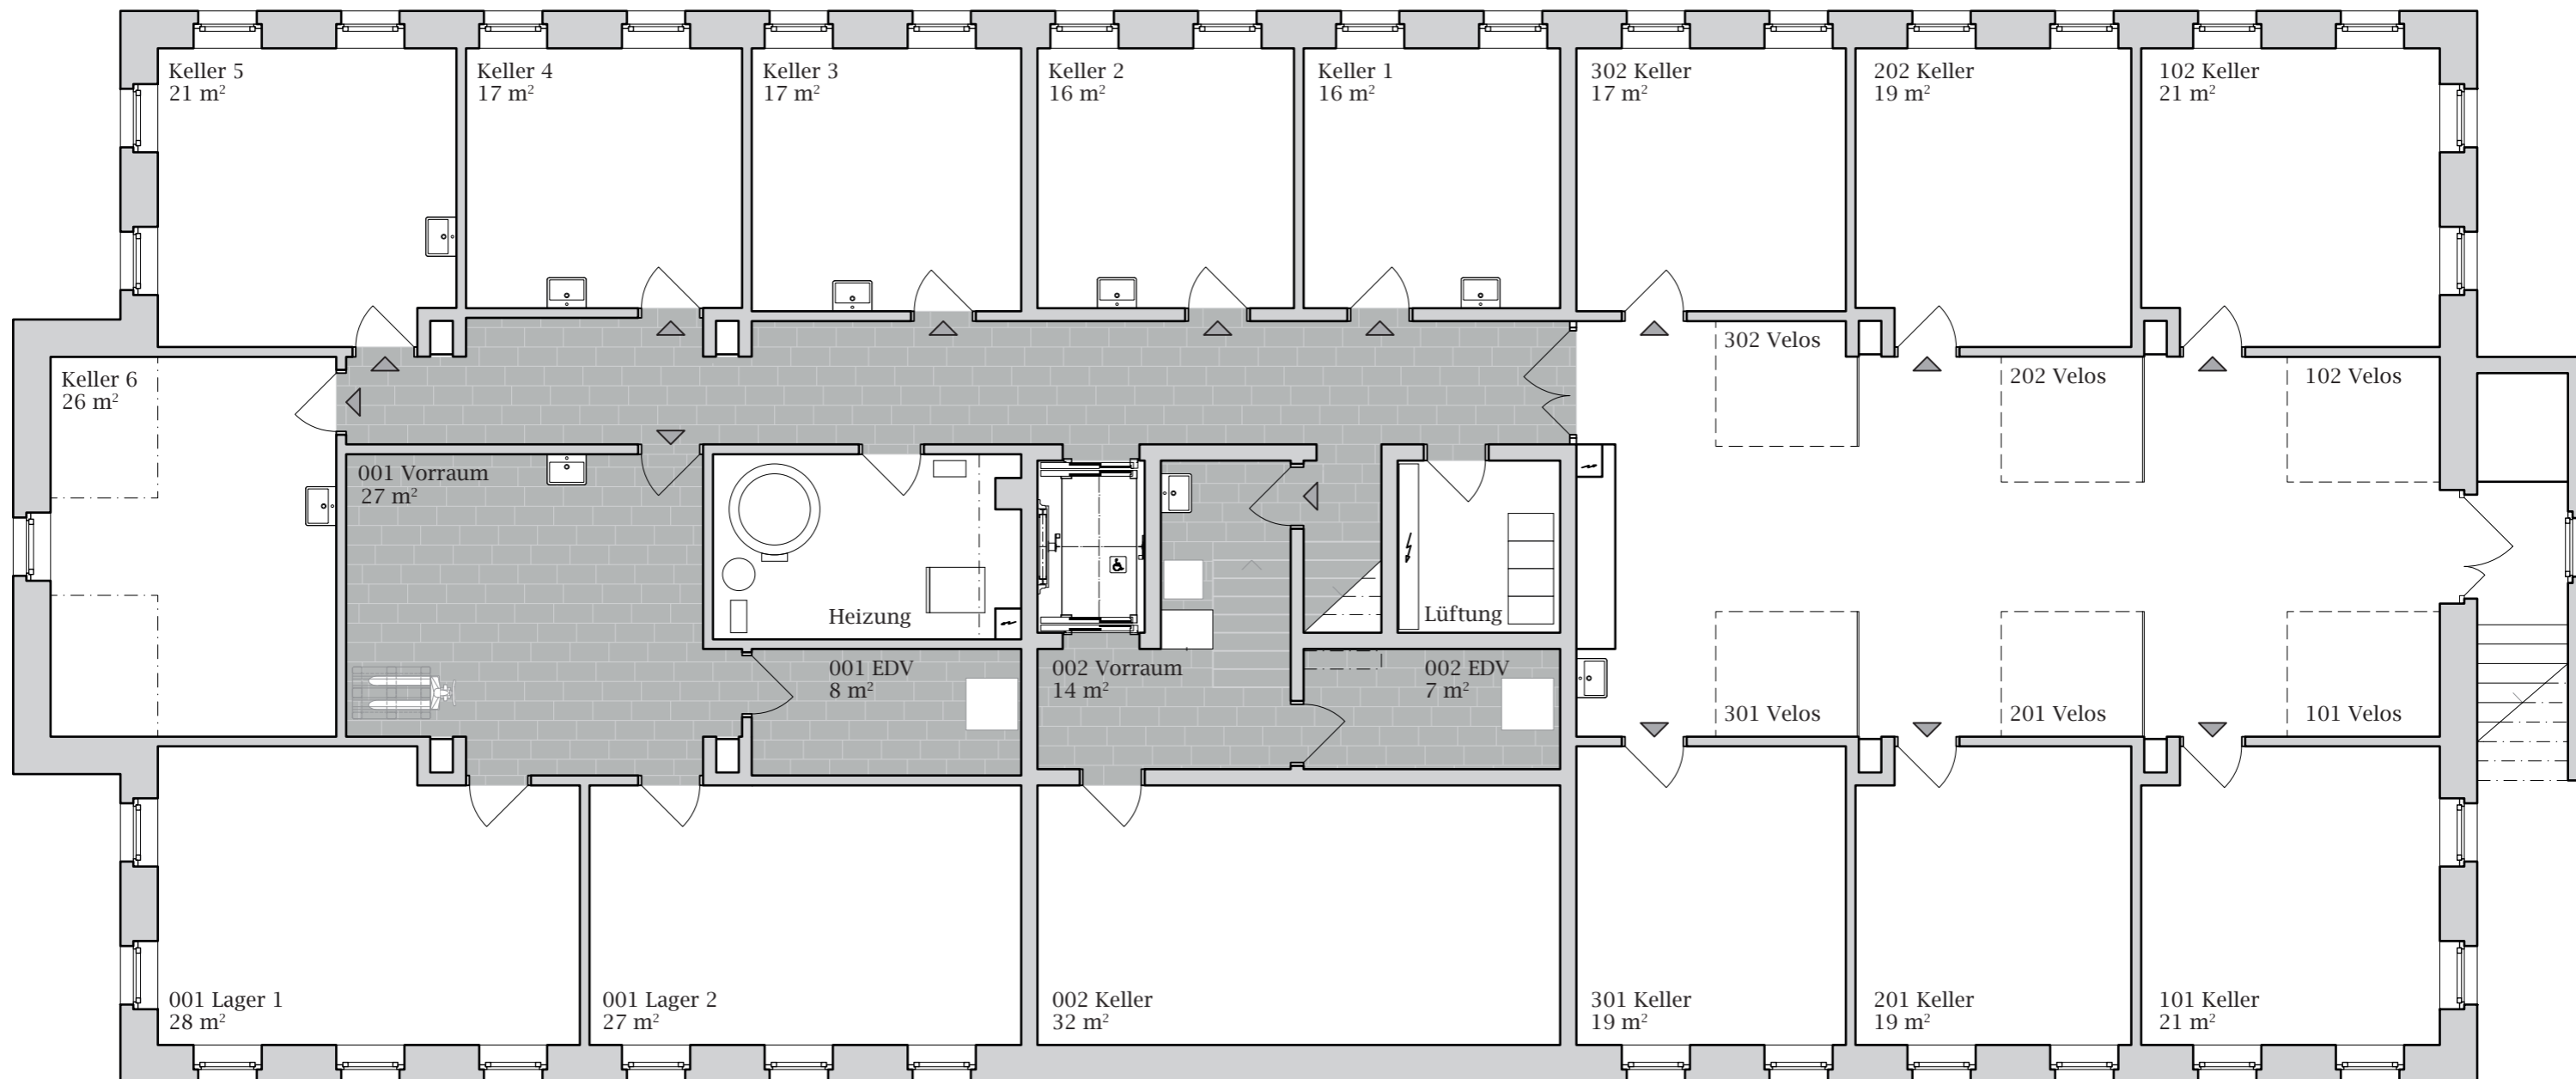 Keller 5
21 m²
Keller 4
17 m²
Keller 3
17 m²
Keller 2
16 m²
Keller 1
16 m²
302 Keller
17 m²
202 Keller
19 m²
102 Keller
21 m²
302 Velos
202 Velos
102 Velos
Keller 6
26 m²
001 Vorraum
27 m²
Heizung
Lüftung
001 EDV
8 m²
002 Vorraum
14 m²
002 EDV
7 m²
301 Velos
201 Velos
101 Velos
001 Lager 1
28 m²
001 Lager 2
27 m²
002 Keller
32 m²
301 Keller
19 m²
201 Keller
19 m²
101 Keller
21 m²